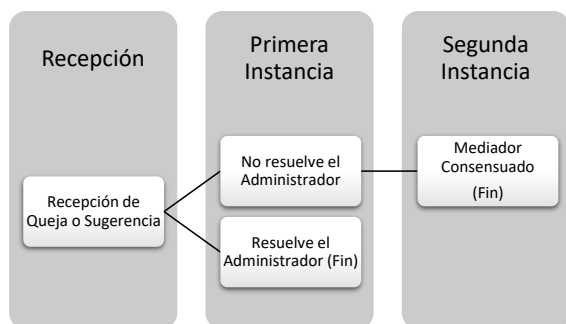 Recepción
Primera
Instancia
Segunda
Instancia
Recepción de
Queja o Sugerencia
No resuelve el
Administrador
Resuelve el
Administrador (Fin)
Mediador
Consensuado
(Fin)